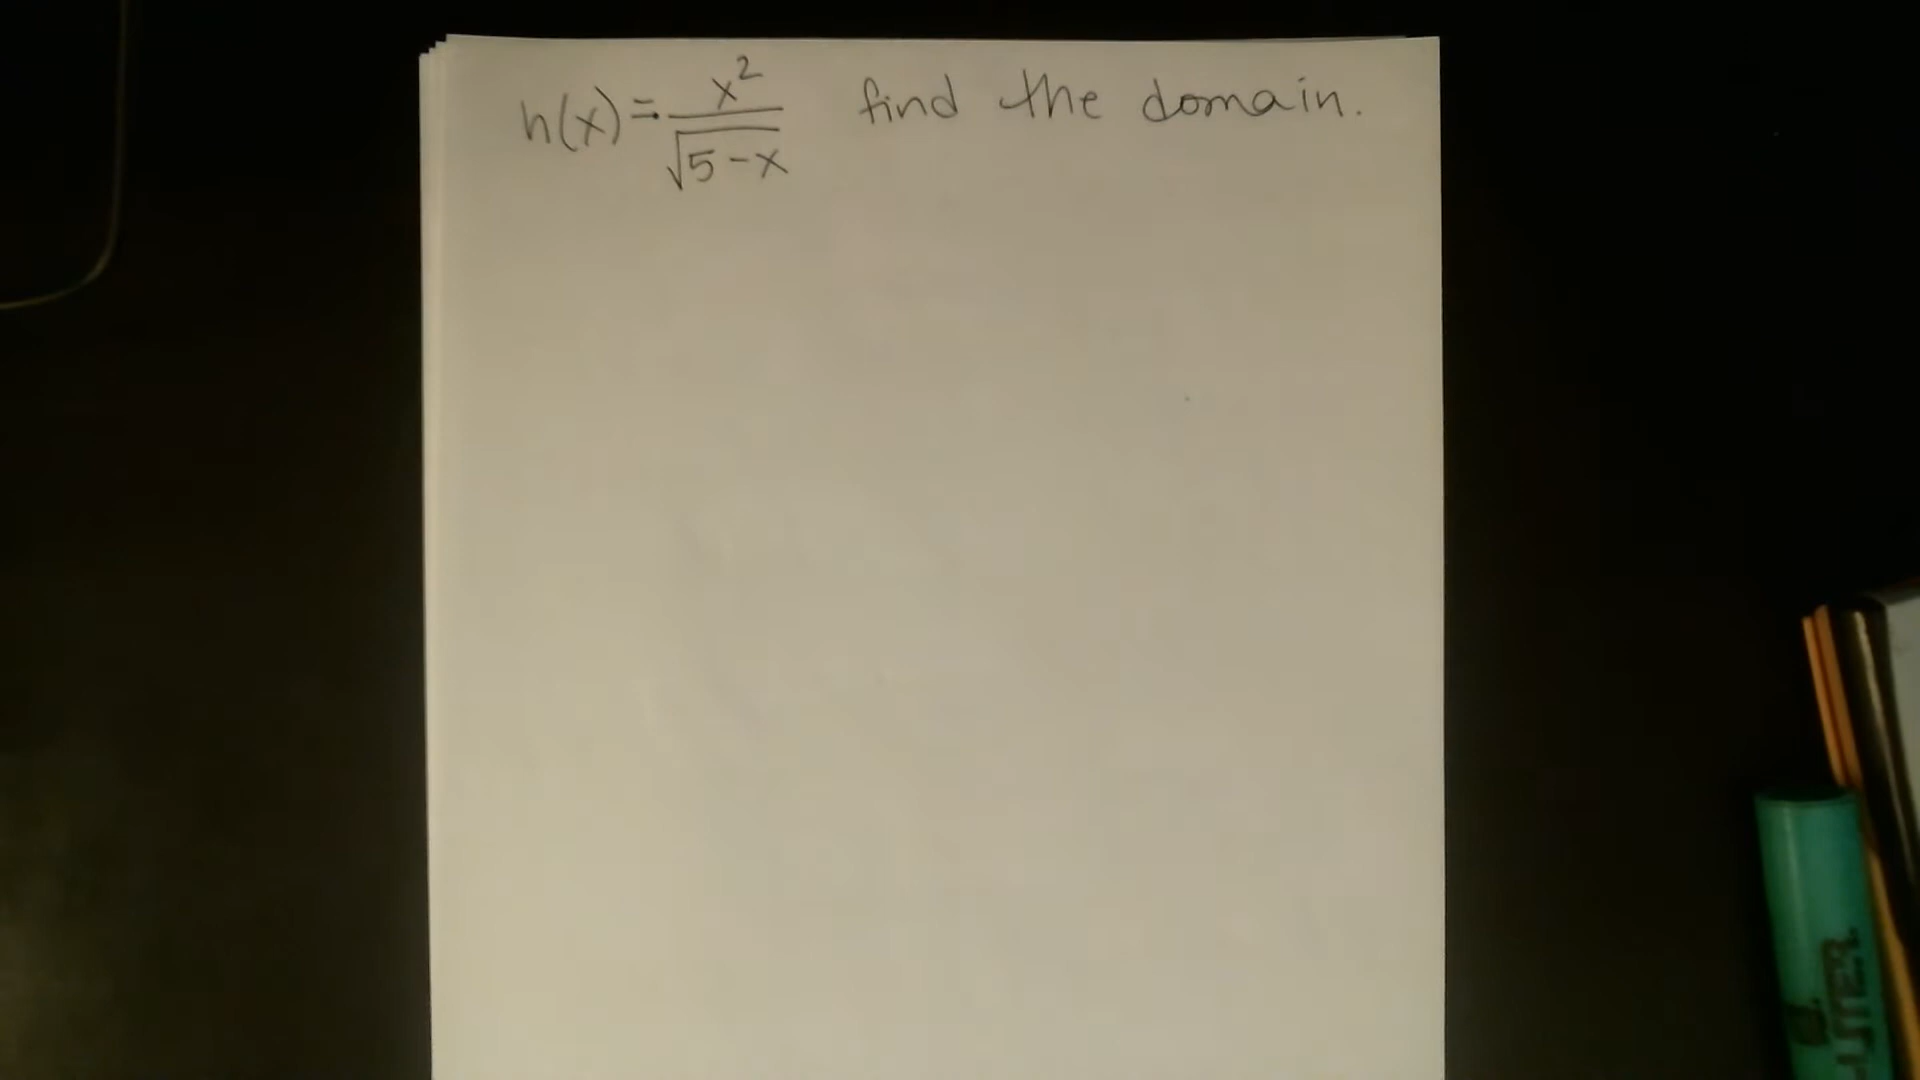 h(x) = x² / √(5-x) find the domain.